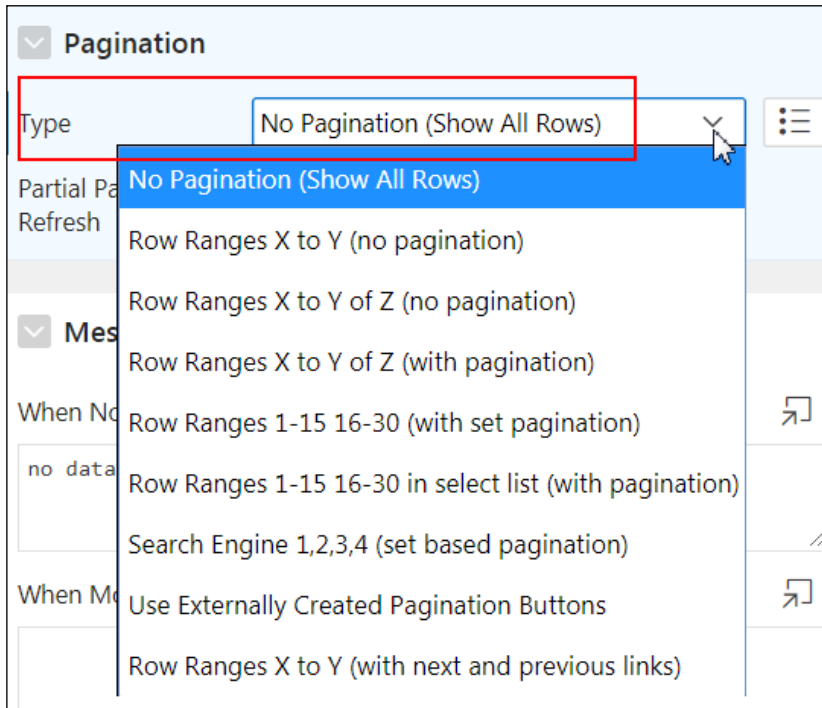 Pagination
Type No Pagination (Show All Rows)
No Pagination (Show All Rows)
Partial Pa
Refresh
Row Ranges X to Y (no pagination)
Row Ranges X to Y of Z (no pagination)
Mes
Row Ranges X to Y of Z (with pagination)
When No
Row Ranges 1-15 16-30 (with set pagination)
no data
Row Ranges 1-15 16-30 in select list (with pagination)
Search Engine 1,2,3,4 (set based pagination)
When Mo
Use Externally Created Pagination Buttons
Row Ranges X to Y (with next and previous links)